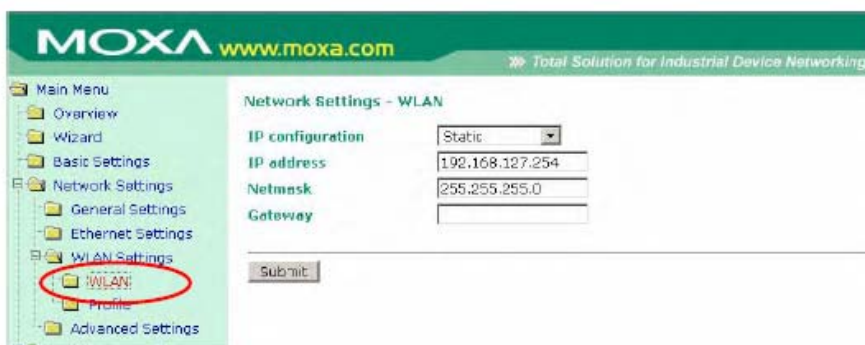 MOXA www.moxa.com
Total Solution for Industrial Device Networking
Main Menu
Overview
Wizard
Basic Settings
Network Settings
General Settings
Ethernet Settings
WLAN Settings
WLAN
Profile
Advanced Settings
Network Settings - WLAN
IP configuration Static
IP address 192.168.127.254
Netmask 255.255.255.0
Gateway
Submit